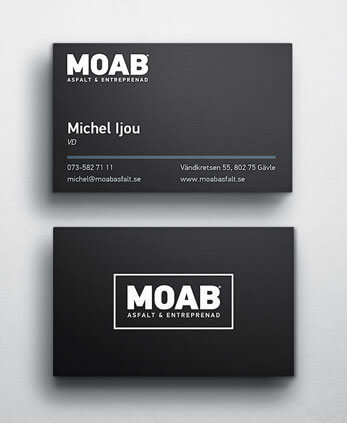 MOAB
ASFALT & ENTREPRENAD
Michel Ijou
VD
073-582 71 11
Vändkretsen 55, 802 75 Gävle
michel@moabasfalt.se
www.moabasfalt.se
MOAB
ASFALT & ENTREPRENAD